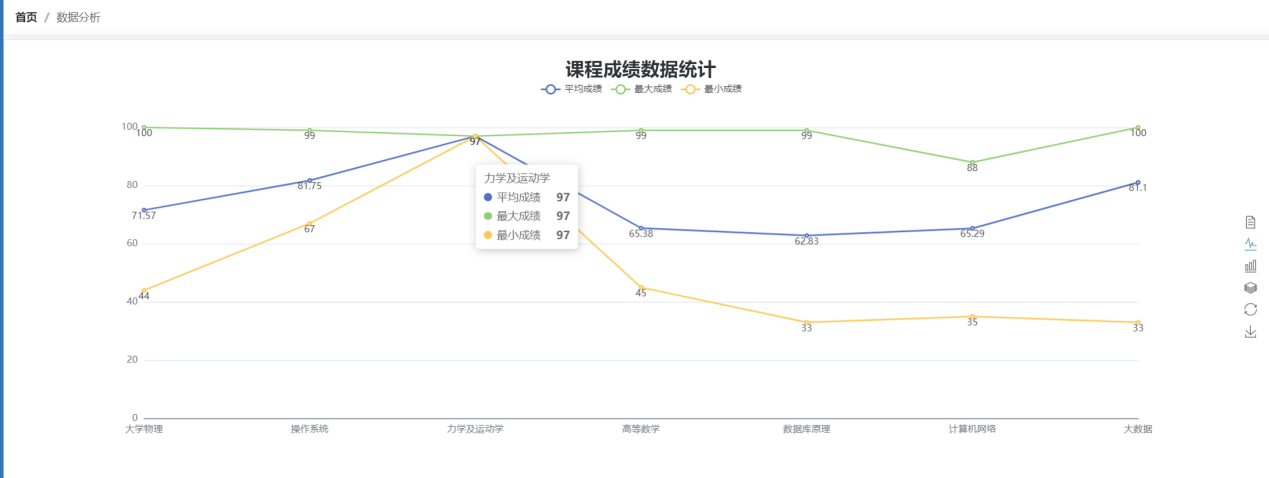 首页 / 数据分析
课程成绩数据统计
平均成绩 最大成绩 最小成绩
100
80
60
40
20
0
100 99 97 99 99 88 100
71.57 81.75 65.38 62.83 65.29 81.1
44 67 45 33 35 33
力学及运动学
平均成绩 97
最大成绩 97
最小成绩 97
大学物理 操作系统 力学及运动学 高等数学 数据库原理 计算机网络 大数据